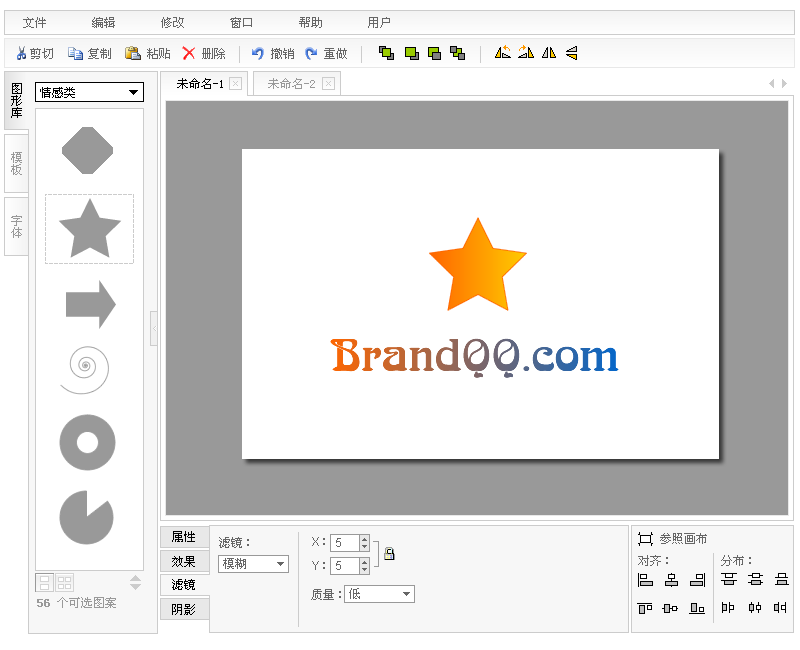 文件 编辑 修改 窗口 帮助 用户
剪切 复制 粘贴 删除 撤销 重做
图形库
模板
字体
情感类
未命名-1 未命名-2
BrandQQ.com
56 个可选图案
属性
效果
滤镜
阴影
滤镜：
模糊
X： 5
Y： 5
质量： 低
参照画布
对齐： 分布：